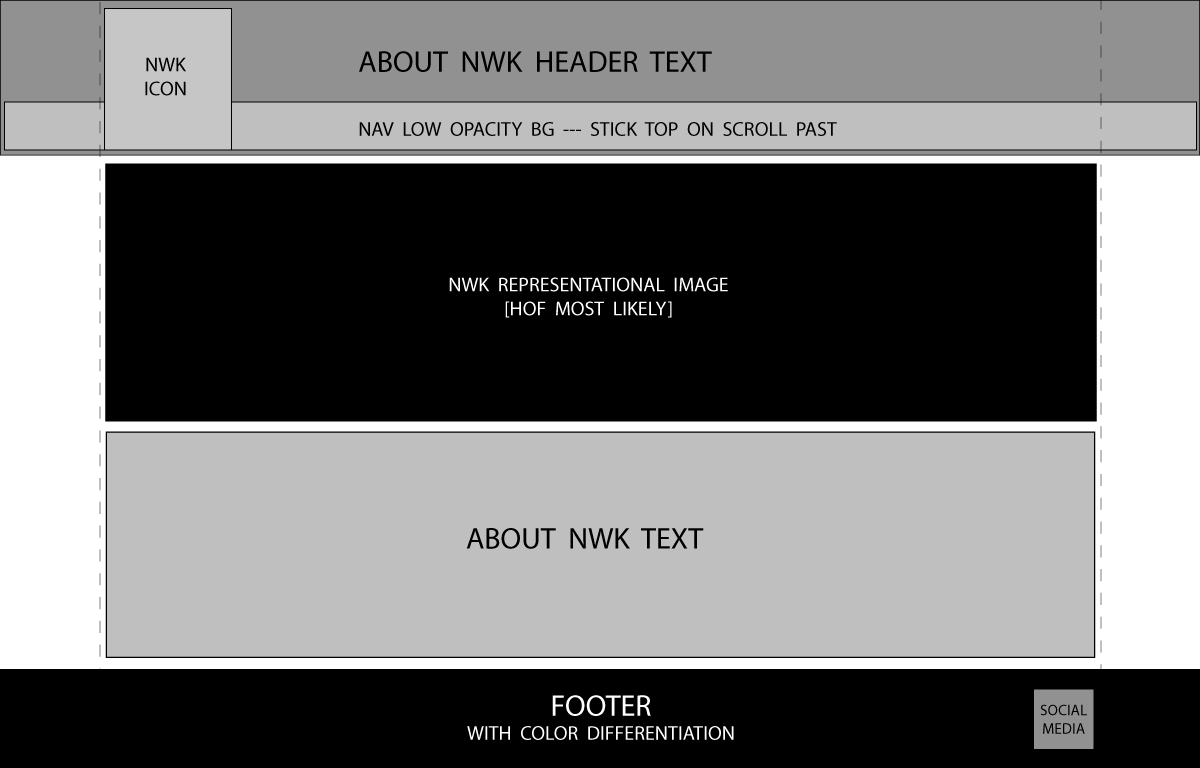 NWK
ICON
ABOUT NWK HEADER TEXT
NAV LOW OPACITY BG --- STICK TOP ON SCROLL PAST
NWK REPRESENTATIONAL IMAGE
[HOF MOST LIKELY]
ABOUT NWK TEXT
FOOTER
WITH COLOR DIFFERENTIATION
SOCIAL
MEDIA